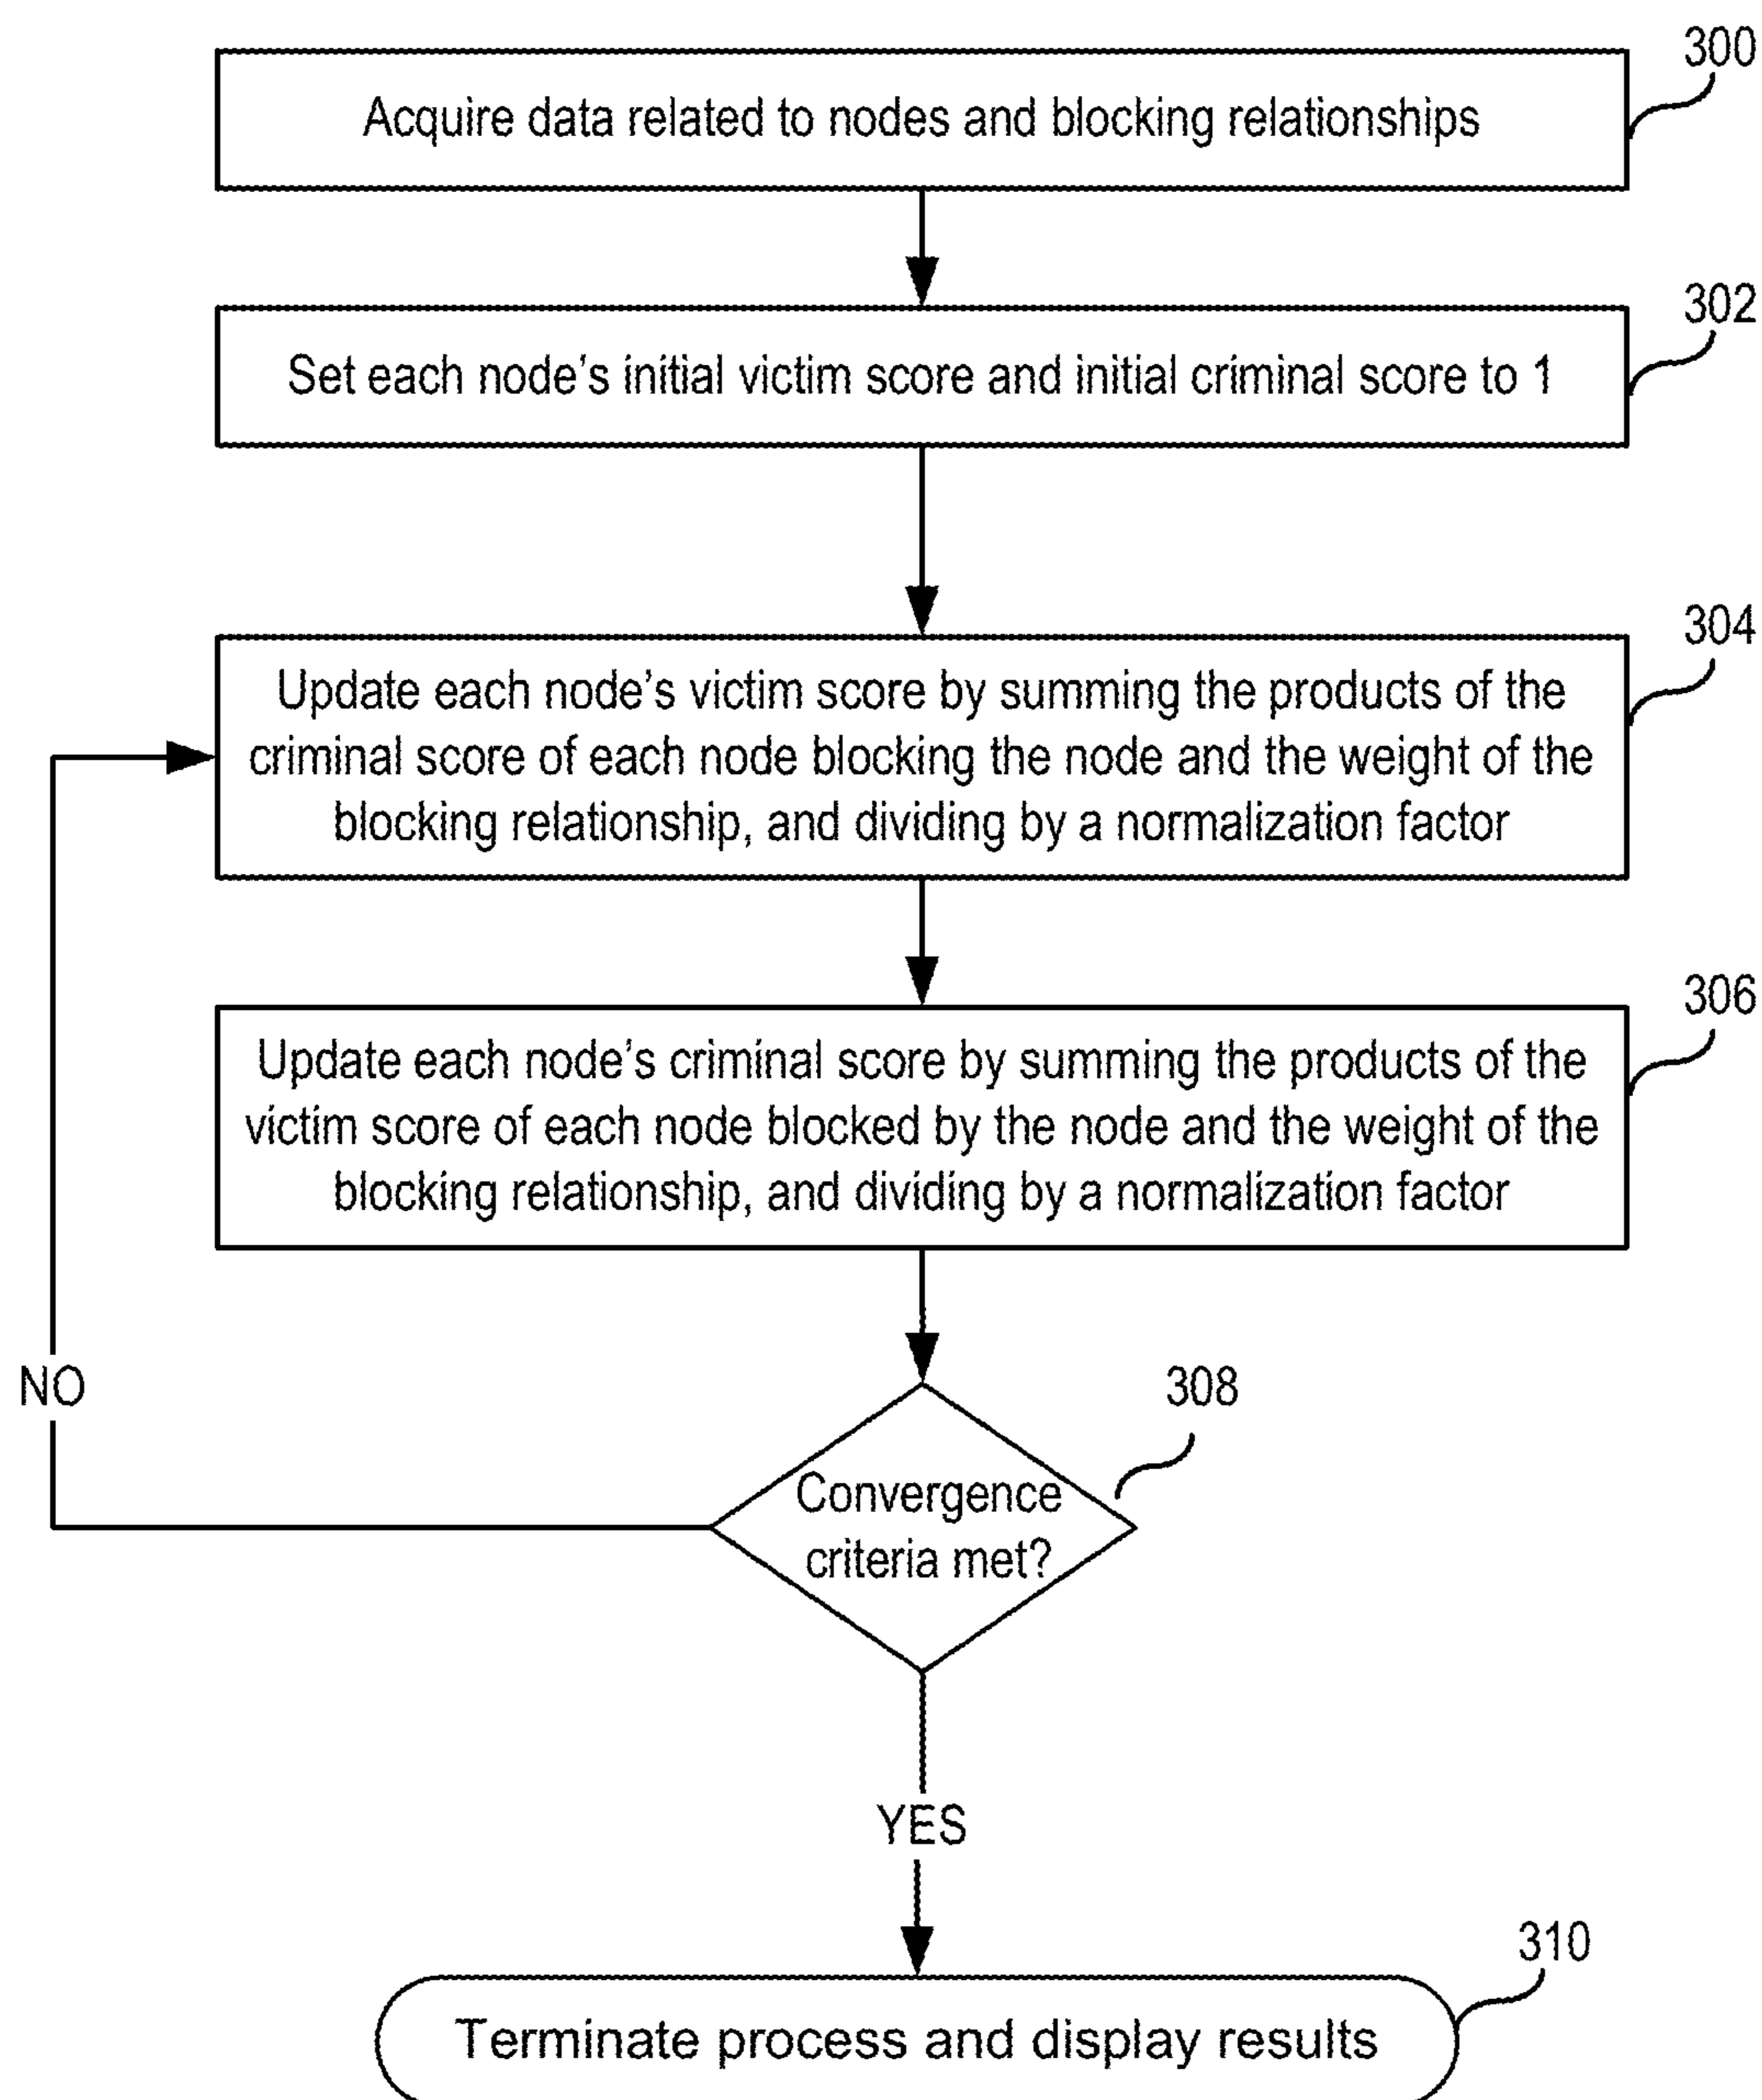 300
Acquire data related to nodes and blocking relationships
302
Set each node's initial victim score and initial criminal score to 1
304
Update each node's victim score by summing the products of the
criminal score of each node blocking the node and the weight of the
blocking relationship, and dividing by a normalization factor
306
Update each node's criminal score by summing the products of the
victim score of each node blocked by the node and the weight of the
blocking relationship, and dividing by a normalization factor
NO
308
Convergence
criteria met?
YES
310
Terminate process and display results